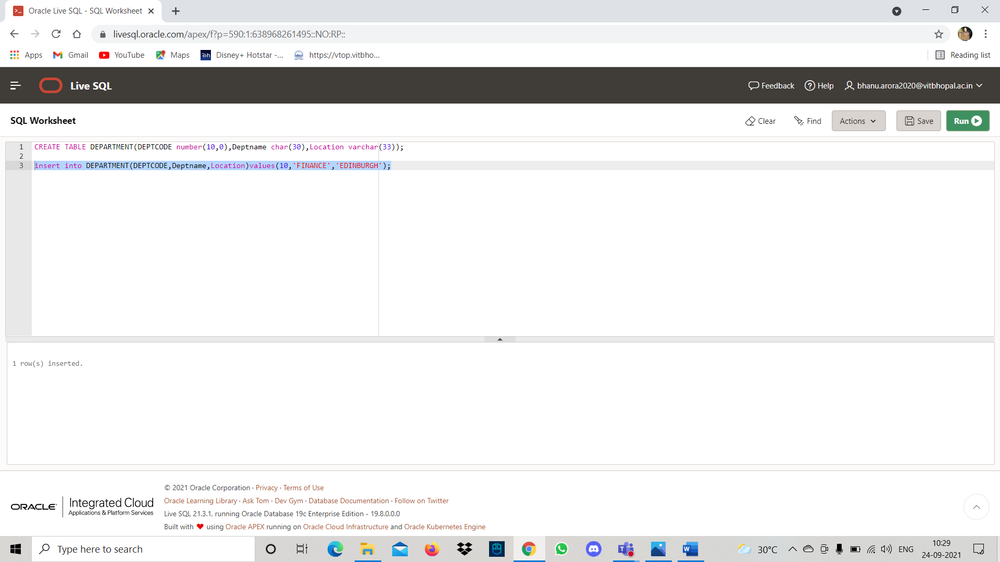 Oracle Live SQL - SQL Worksheet
livesql.oracle.com/apex/f?p=590:1:638968261495::NO:RP::
Apps Gmail YouTube Maps Disney+ Hotstar -... https://vtop.vitbho... Reading list
Live SQL Feedback Help bhanu.arora2020@vitbhopal.ac.in
SQL Worksheet Clear Find Actions Save Run
1 CREATE TABLE DEPARTMENT(DEPTCODE number(10,0),Deptname char(30),Location varchar(33));
2
3 insert into DEPARTMENT(DEPTCODE,Deptname,Location)values(10,'FINANCE','EDINBURGH');
1 row(s) inserted.
ORACLE Integrated Cloud
Applications & Platform Services
© 2021 Oracle Corporation · Privacy · Terms of Use
Oracle Learning Library · Ask Tom · Dev Gym · Database Documentation · Follow on Twitter
Live SQL 21.3.1, running Oracle Database 19c Enterprise Edition - 19.8.0.0.0
Built with ❤ using Oracle APEX running on Oracle Cloud Infrastructure and Oracle Kubernetes Engine
Type here to search
30°C ENG 10:29
24-09-2021